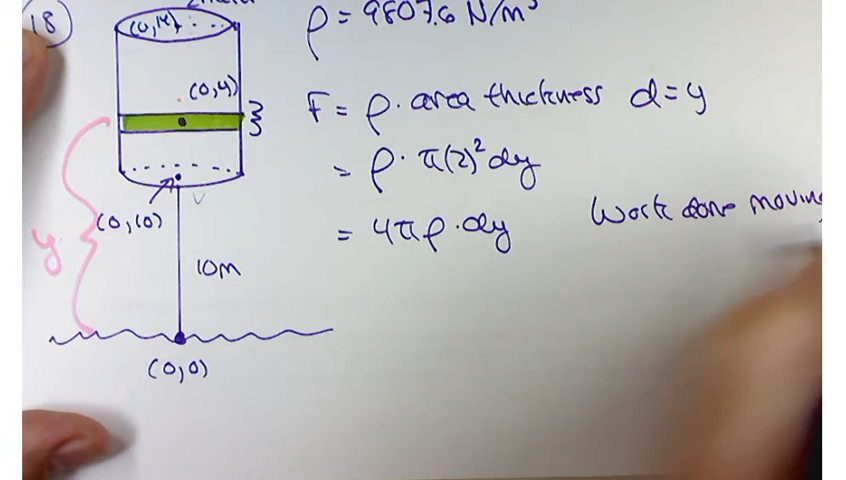 18
(0,14)
ρ = 9807.6 N/m³
(0,4)
F = ρ · area thickness d = y
= ρ · π(2)² dy
(0,10)
y
= 4πρ · dy
Work done moving
10m
(0,0)